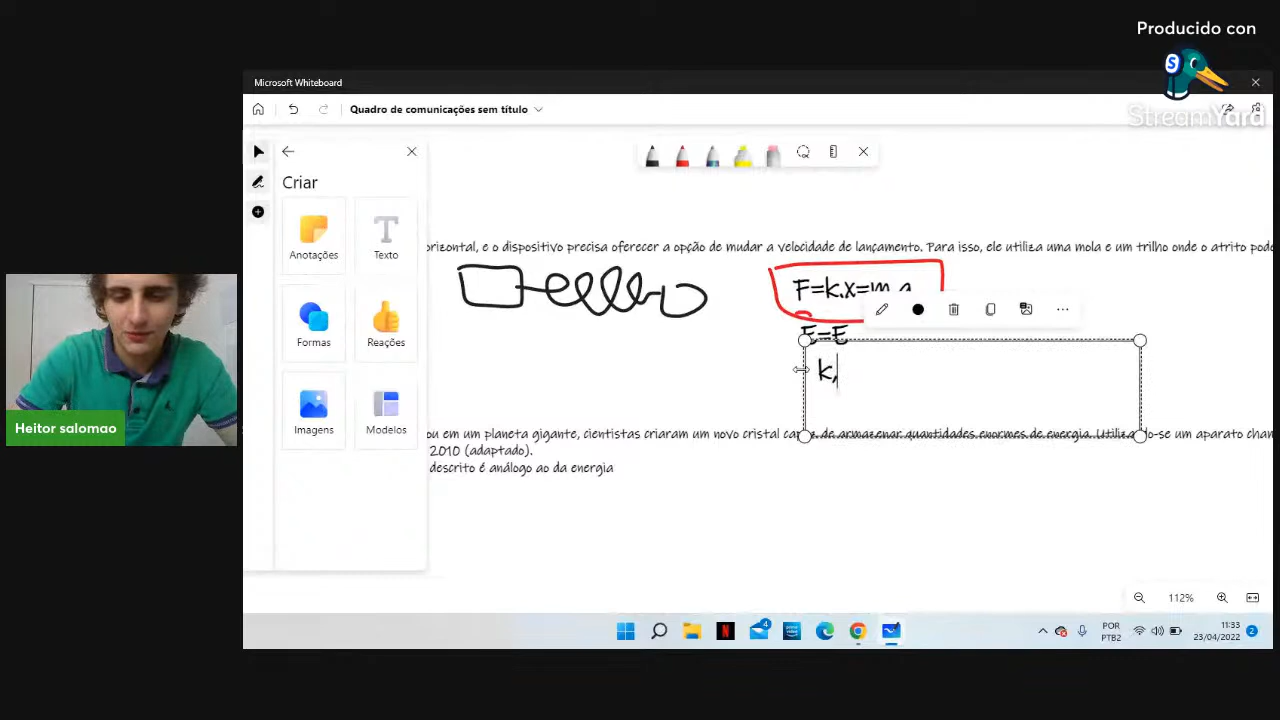 Producido con
StreamYard
Microsoft Whiteboard
Quadro de comunicações sem título
Criar
Anotações
Texto
Formas
Reações
Imagens
Modelos
orizontal, e o dispositivo precisa oferecer a opção de mudar a velocidade de lançamento. Para isso, ele utiliza uma mola e um trilho onde o atrito pode
F=k.x=m.a
E=E
k,
ou em um planeta gigante, cientistas criaram um novo cristal capaz de armazenar quantidades enormes de energia. Utilizando-se um aparato cham
2010 (adaptado).
descrito é análogo ao da energia
Heitor salomao
112%
4
POR
PTB2
11:33
23/04/2022
2